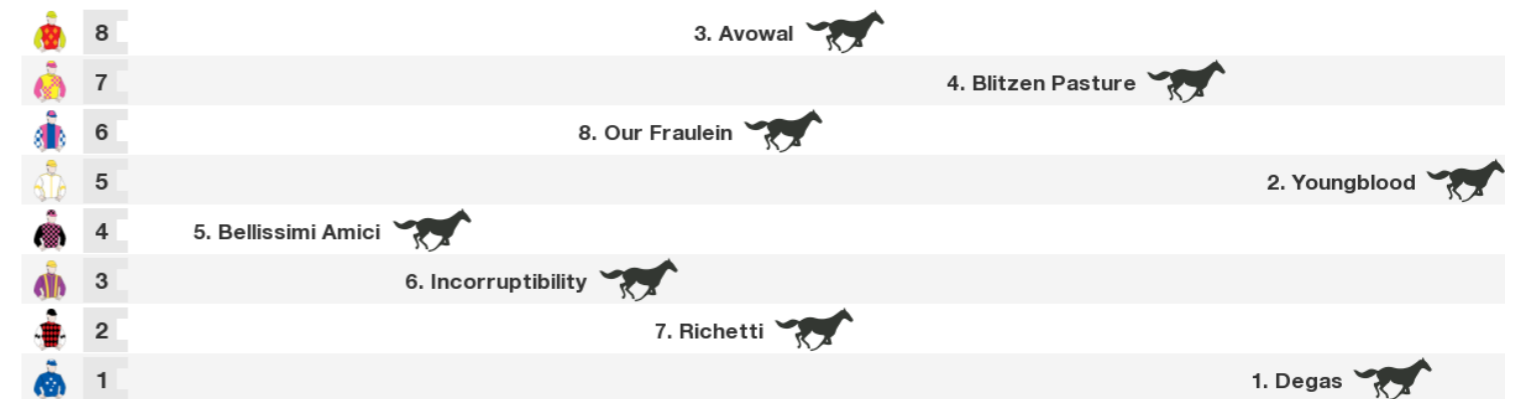 8 3. Avowal
7 4. Blitzen Pasture
6 8. Our Fraulein
5 2. Youngblood
4 5. Bellissimi Amici
3 6. Incorruptibility
2 7. Richetti
1 1. Degas